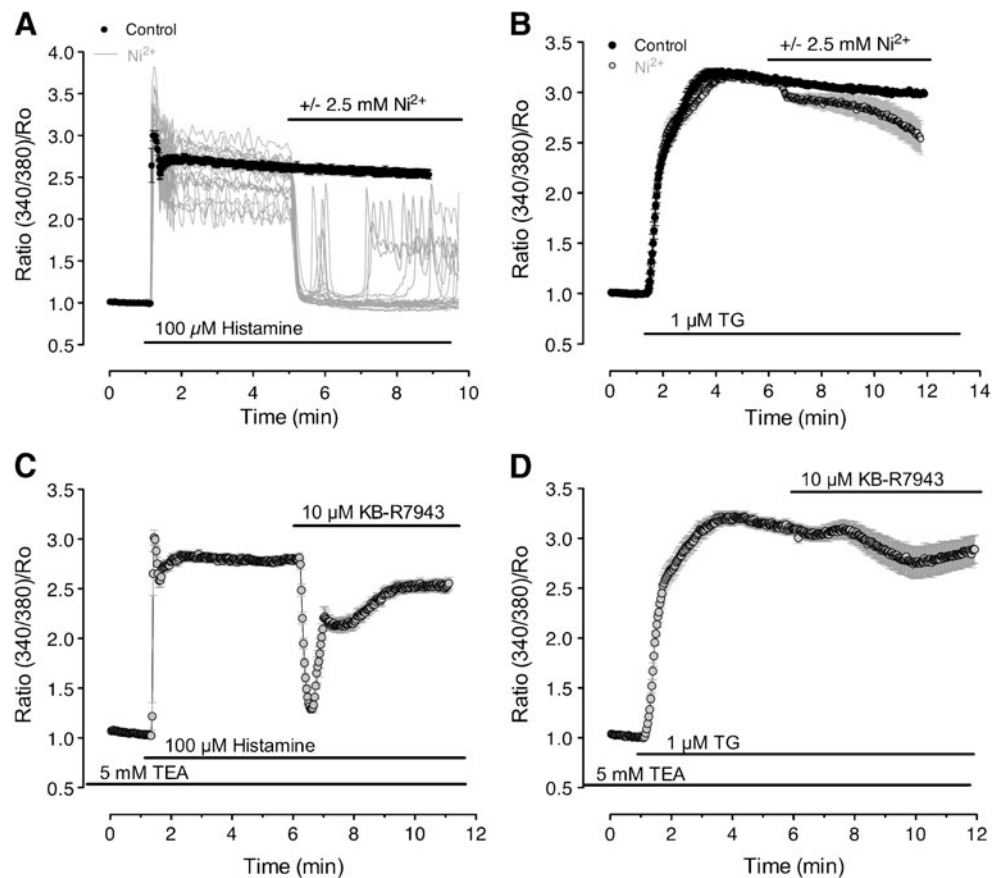 A
Control
Ni²⁺
+/- 2.5 mM Ni²⁺
Ratio (340/380)/Ro
4.0
3.5
3.0
2.5
2.0
1.5
1.0
0.5
100 µM Histamine
0 2 4 6 8 10
Time (min)
B
Control
Ni²⁺
+/- 2.5 mM Ni²⁺
Ratio (340/380)/Ro
3.5
3.0
2.5
2.0
1.5
1.0
0.5
1 µM TG
0 2 4 6 8 10 12 14
Time (min)
C
10 µM KB-R7943
Ratio (340/380)/Ro
3.5
3.0
2.5
2.0
1.5
1.0
0.5
100 µM Histamine
5 mM TEA
0 2 4 6 8 10 12
Time (min)
D
10 µM KB-R7943
Ratio (340/380)/Ro
3.5
3.0
2.5
2.0
1.5
1.0
0.5
1 µM TG
5 mM TEA
0 2 4 6 8 10 12
Time (min)